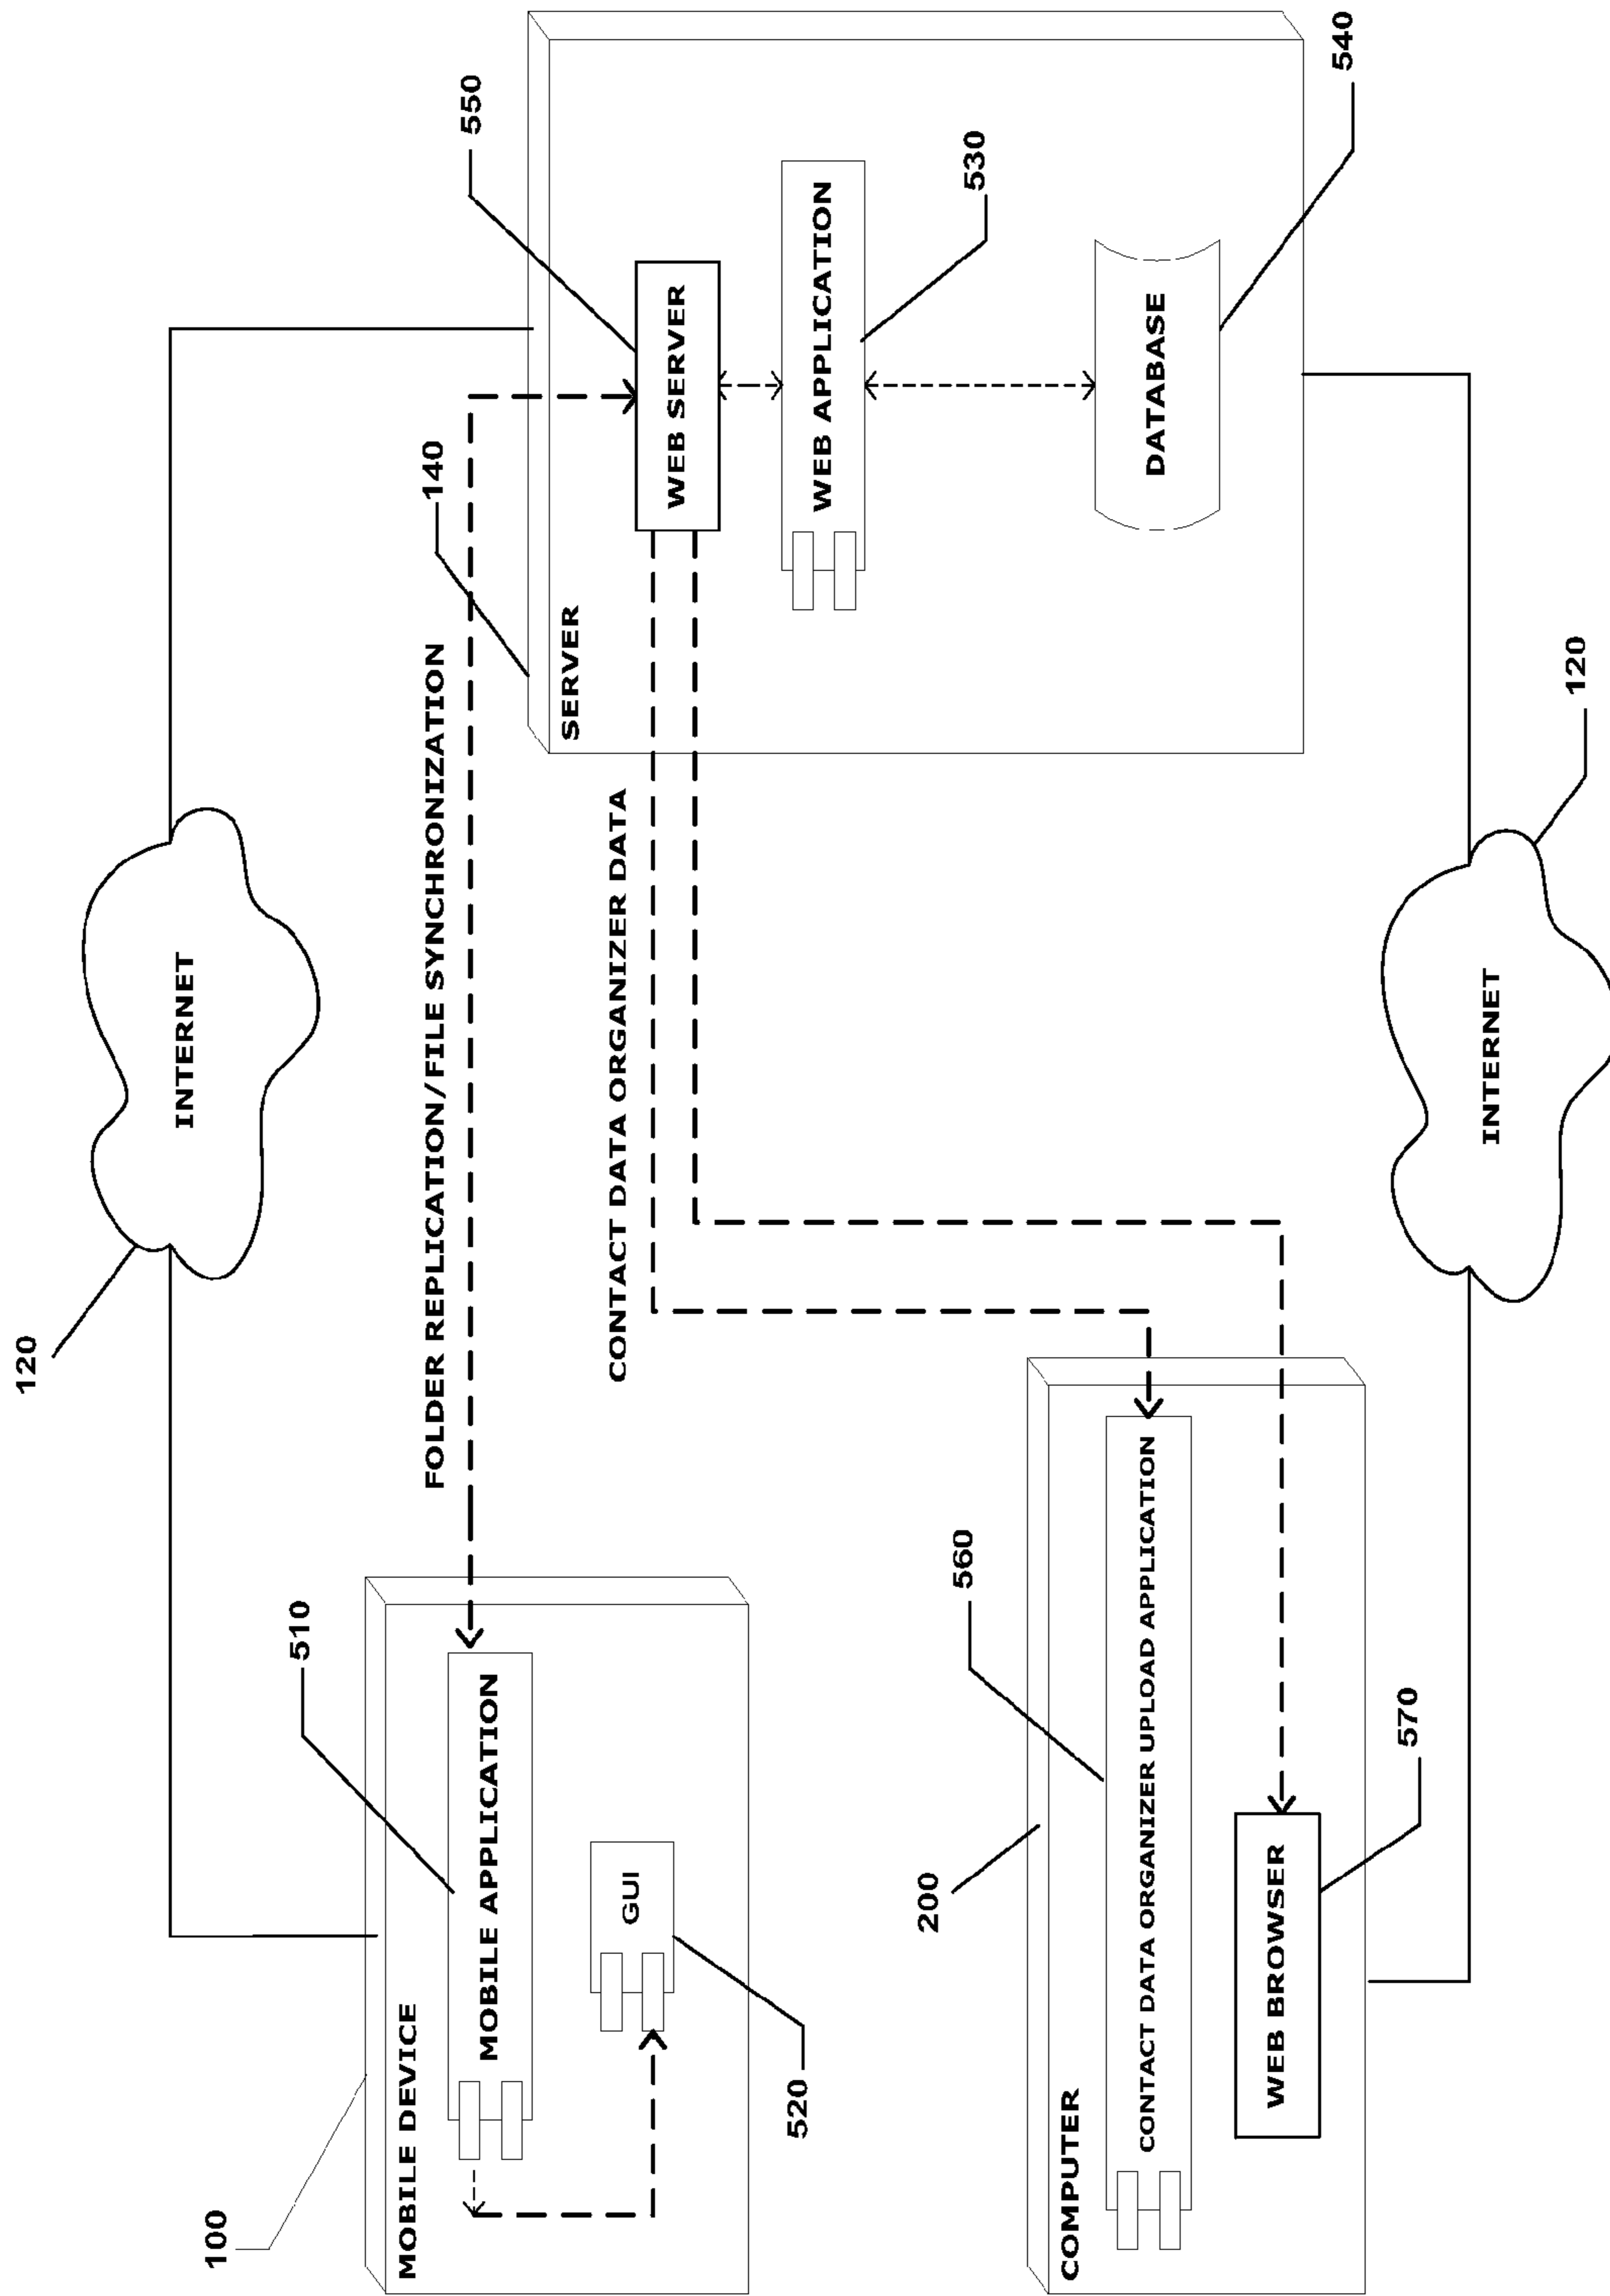 120
INTERNET
100
MOBILE DEVICE
510
MOBILE APPLICATION
GUI
520
FOLDER REPLICATION/FILE SYNCHRONIZATION
140
SERVER
550
WEB SERVER
WEB APPLICATION
530
DATABASE
540
CONTACT DATA ORGANIZER DATA
200
COMPUTER
560
CONTACT DATA ORGANIZER UPLOAD APPLICATION
WEB BROWSER
570
INTERNET
120